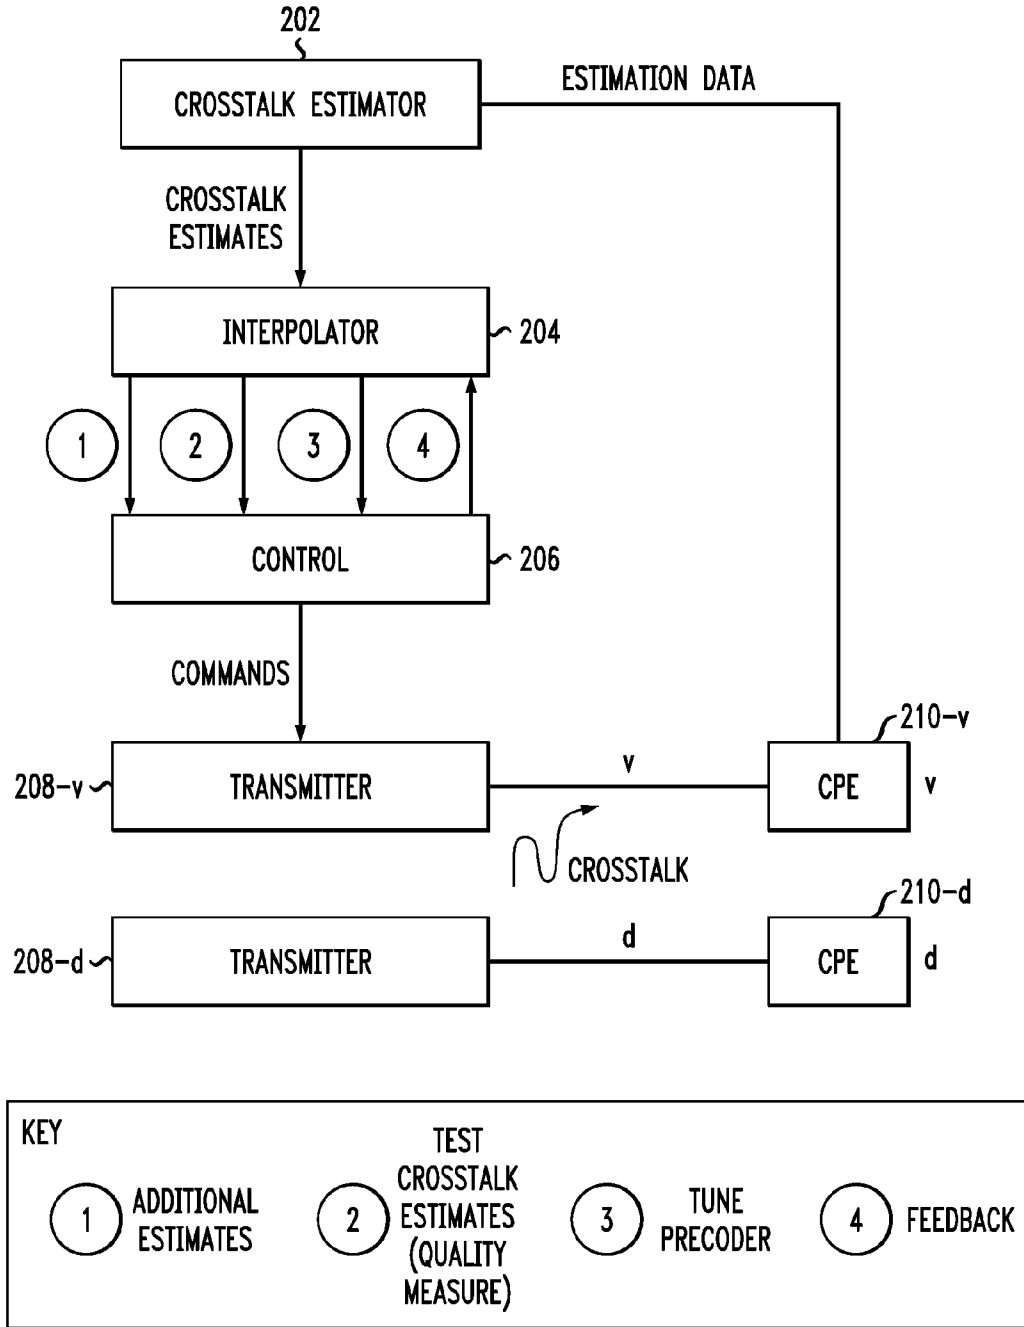 202
ESTIMATION DATA
CROSSTALK ESTIMATOR
CROSSTALK
ESTIMATES
INTERPOLATOR
204
1
2
3
4
CONTROL
206
COMMANDS
210-v
208-v
TRANSMITTER
v
CPE
v
CROSSTALK
210-d
208-d
TRANSMITTER
d
CPE
d
KEY
1
ADDITIONAL
ESTIMATES
2
TEST
CROSSTALK
ESTIMATES
(QUALITY
MEASURE)
3
TUNE
PRECODER
4
FEEDBACK